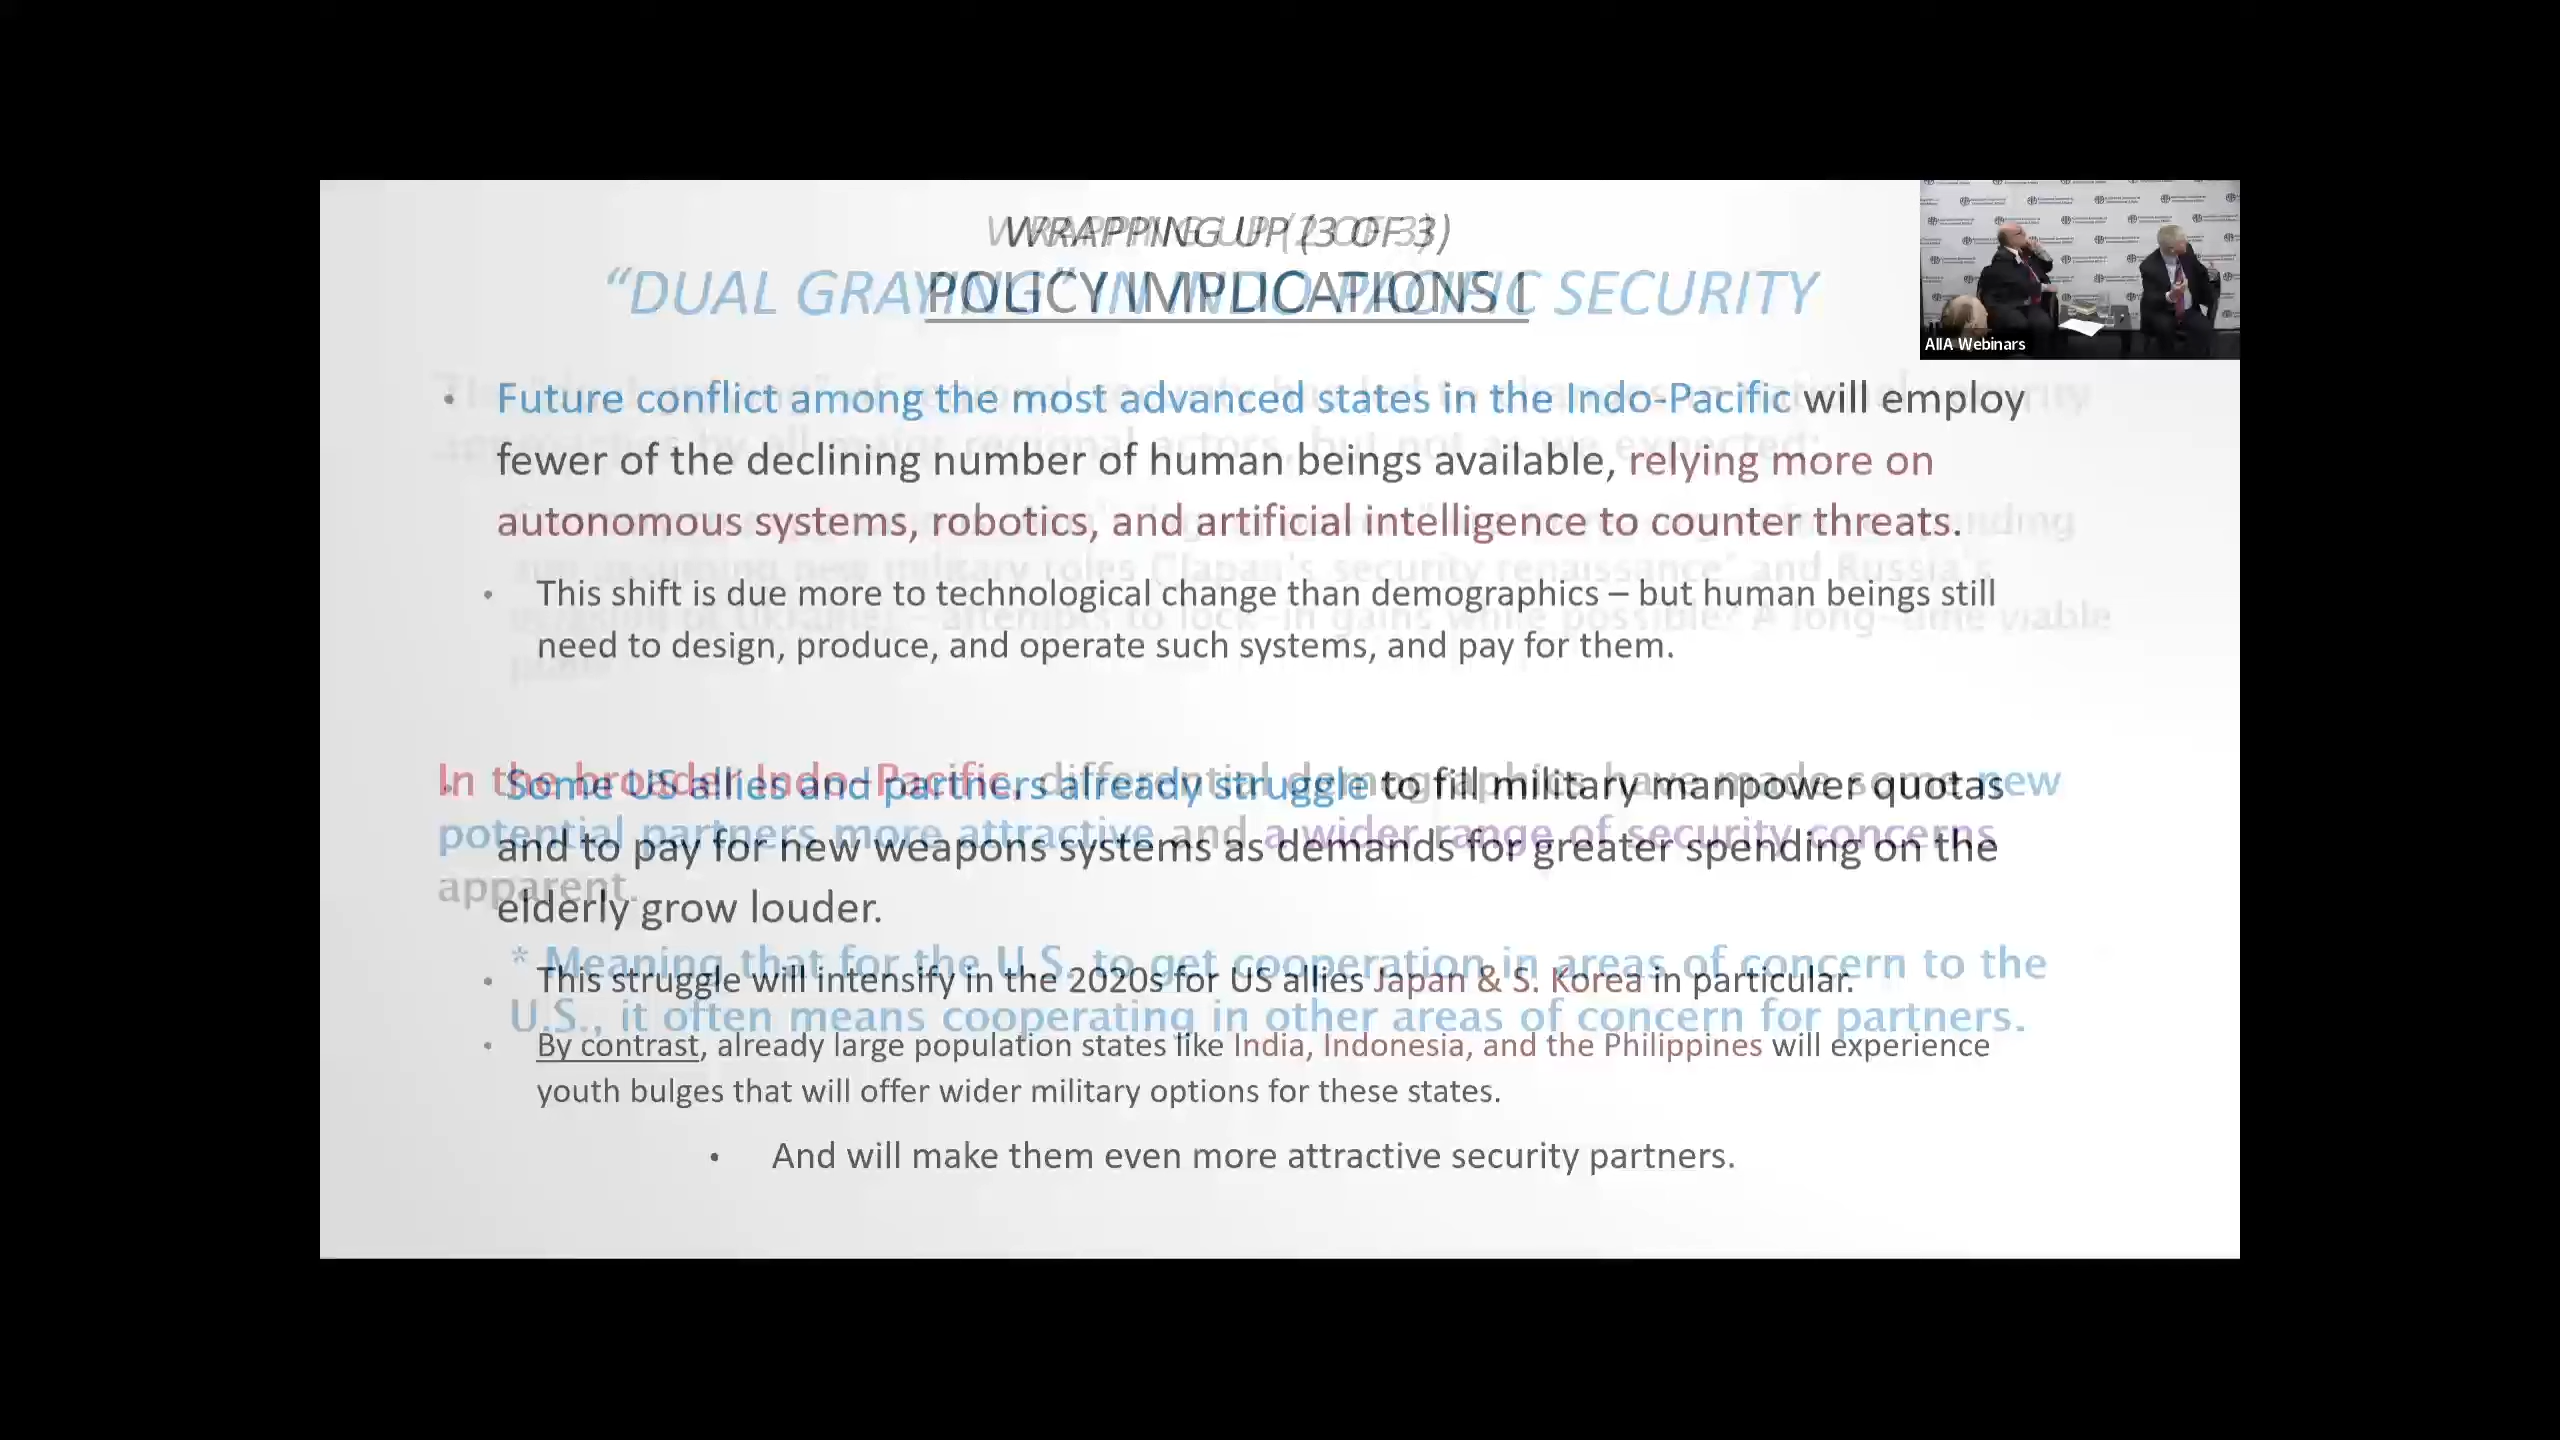 WRAPPING UP (3 OF 3)
POLICY IMPLICATIONS I
“DUAL GRAYING” IN INDO-PACIFIC SECURITY
• Future conflict among the most advanced states in the Indo-Pacific will employ
fewer of the declining number of human beings available, relying more on
autonomous systems, robotics, and artificial intelligence to counter threats.
• This shift is due more to technological change than demographics – but human beings still
need to design, produce, and operate such systems, and pay for them.
• Some US allies and partners already struggle to fill military manpower quotas
and to pay for new weapons systems as demands for greater spending on the
elderly grow louder.
• This struggle will intensify in the 2020s for US allies Japan & S. Korea in particular.
• By contrast, already large population states like India, Indonesia, and the Philippines will experience
youth bulges that will offer wider military options for these states.
• And will make them even more attractive security partners.
In the broader Indo-Pacific, differential demographics have made some new
potential partners more attractive and a wider range of security concerns
apparent.
* Meaning that for the U.S. to get cooperation in areas of concern to the
U.S., it often means cooperating in other areas of concern for partners.
AIIA Webinars